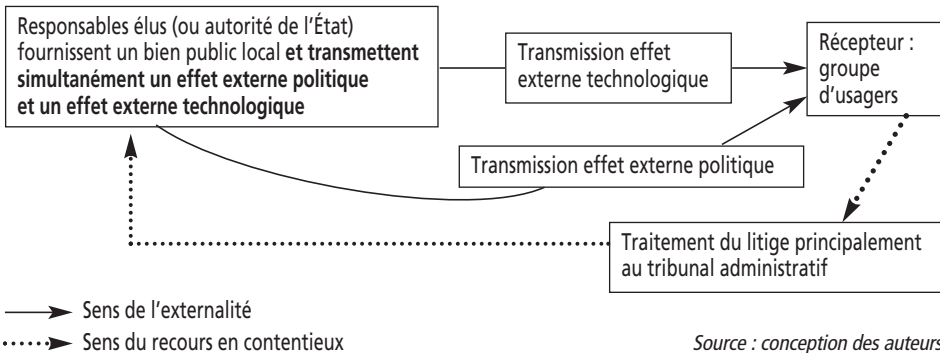 Responsables élus (ou autorité de l'État)
fournissent un bien public local et transmettent
simultanément un effet externe politique
et un effet externe technologique
Transmission effet
externe technologique
Récepteur :
groupe
d'usagers
Transmission effet externe politique
Traitement du litige principalement
au tribunal administratif
Sens de l'externalité
Sens du recours en contentieux
Source : conception des auteurs